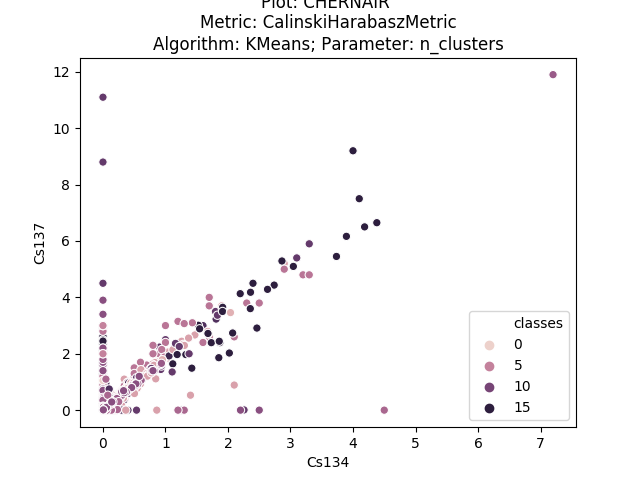 Plot: CHERNAIR
Metric: CalinskiHarabaszMetric
Algorithm: KMeans; Parameter: n_clusters
12
10
8
6
4
2
0
Cs137
classes
0
5
10
15
0 1 2 3 4 5 6 7
Cs134